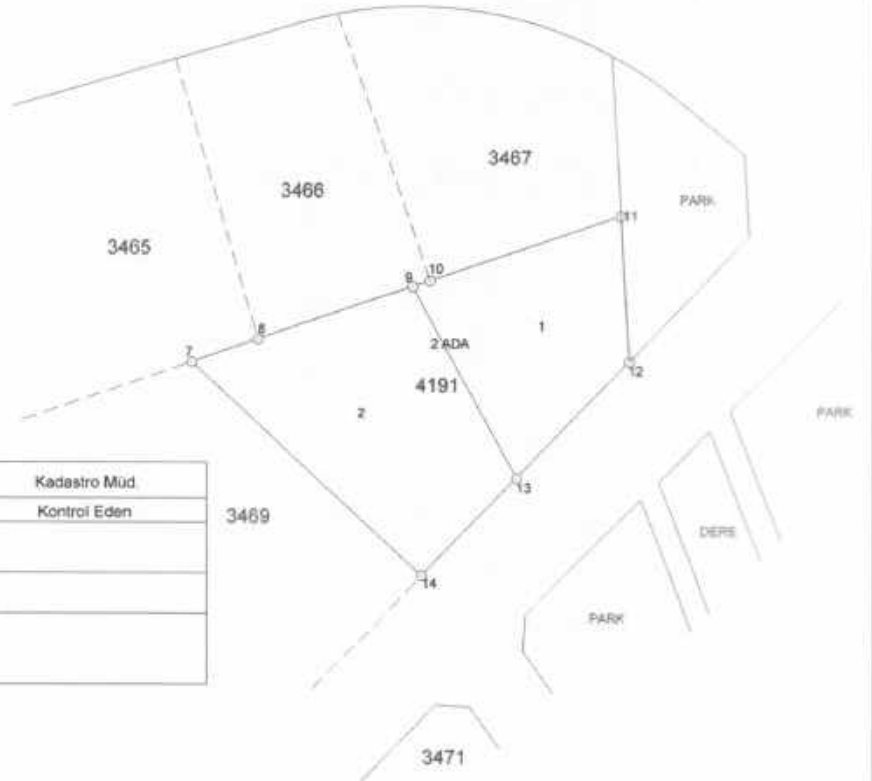 3467
3466
PARK
11
3465
10
9
1
8
2 ADA
7
12
4191
2
PARK
Kadastro Müd.
13
Kontrol Eden
3469
DERE
14
PARK
3471